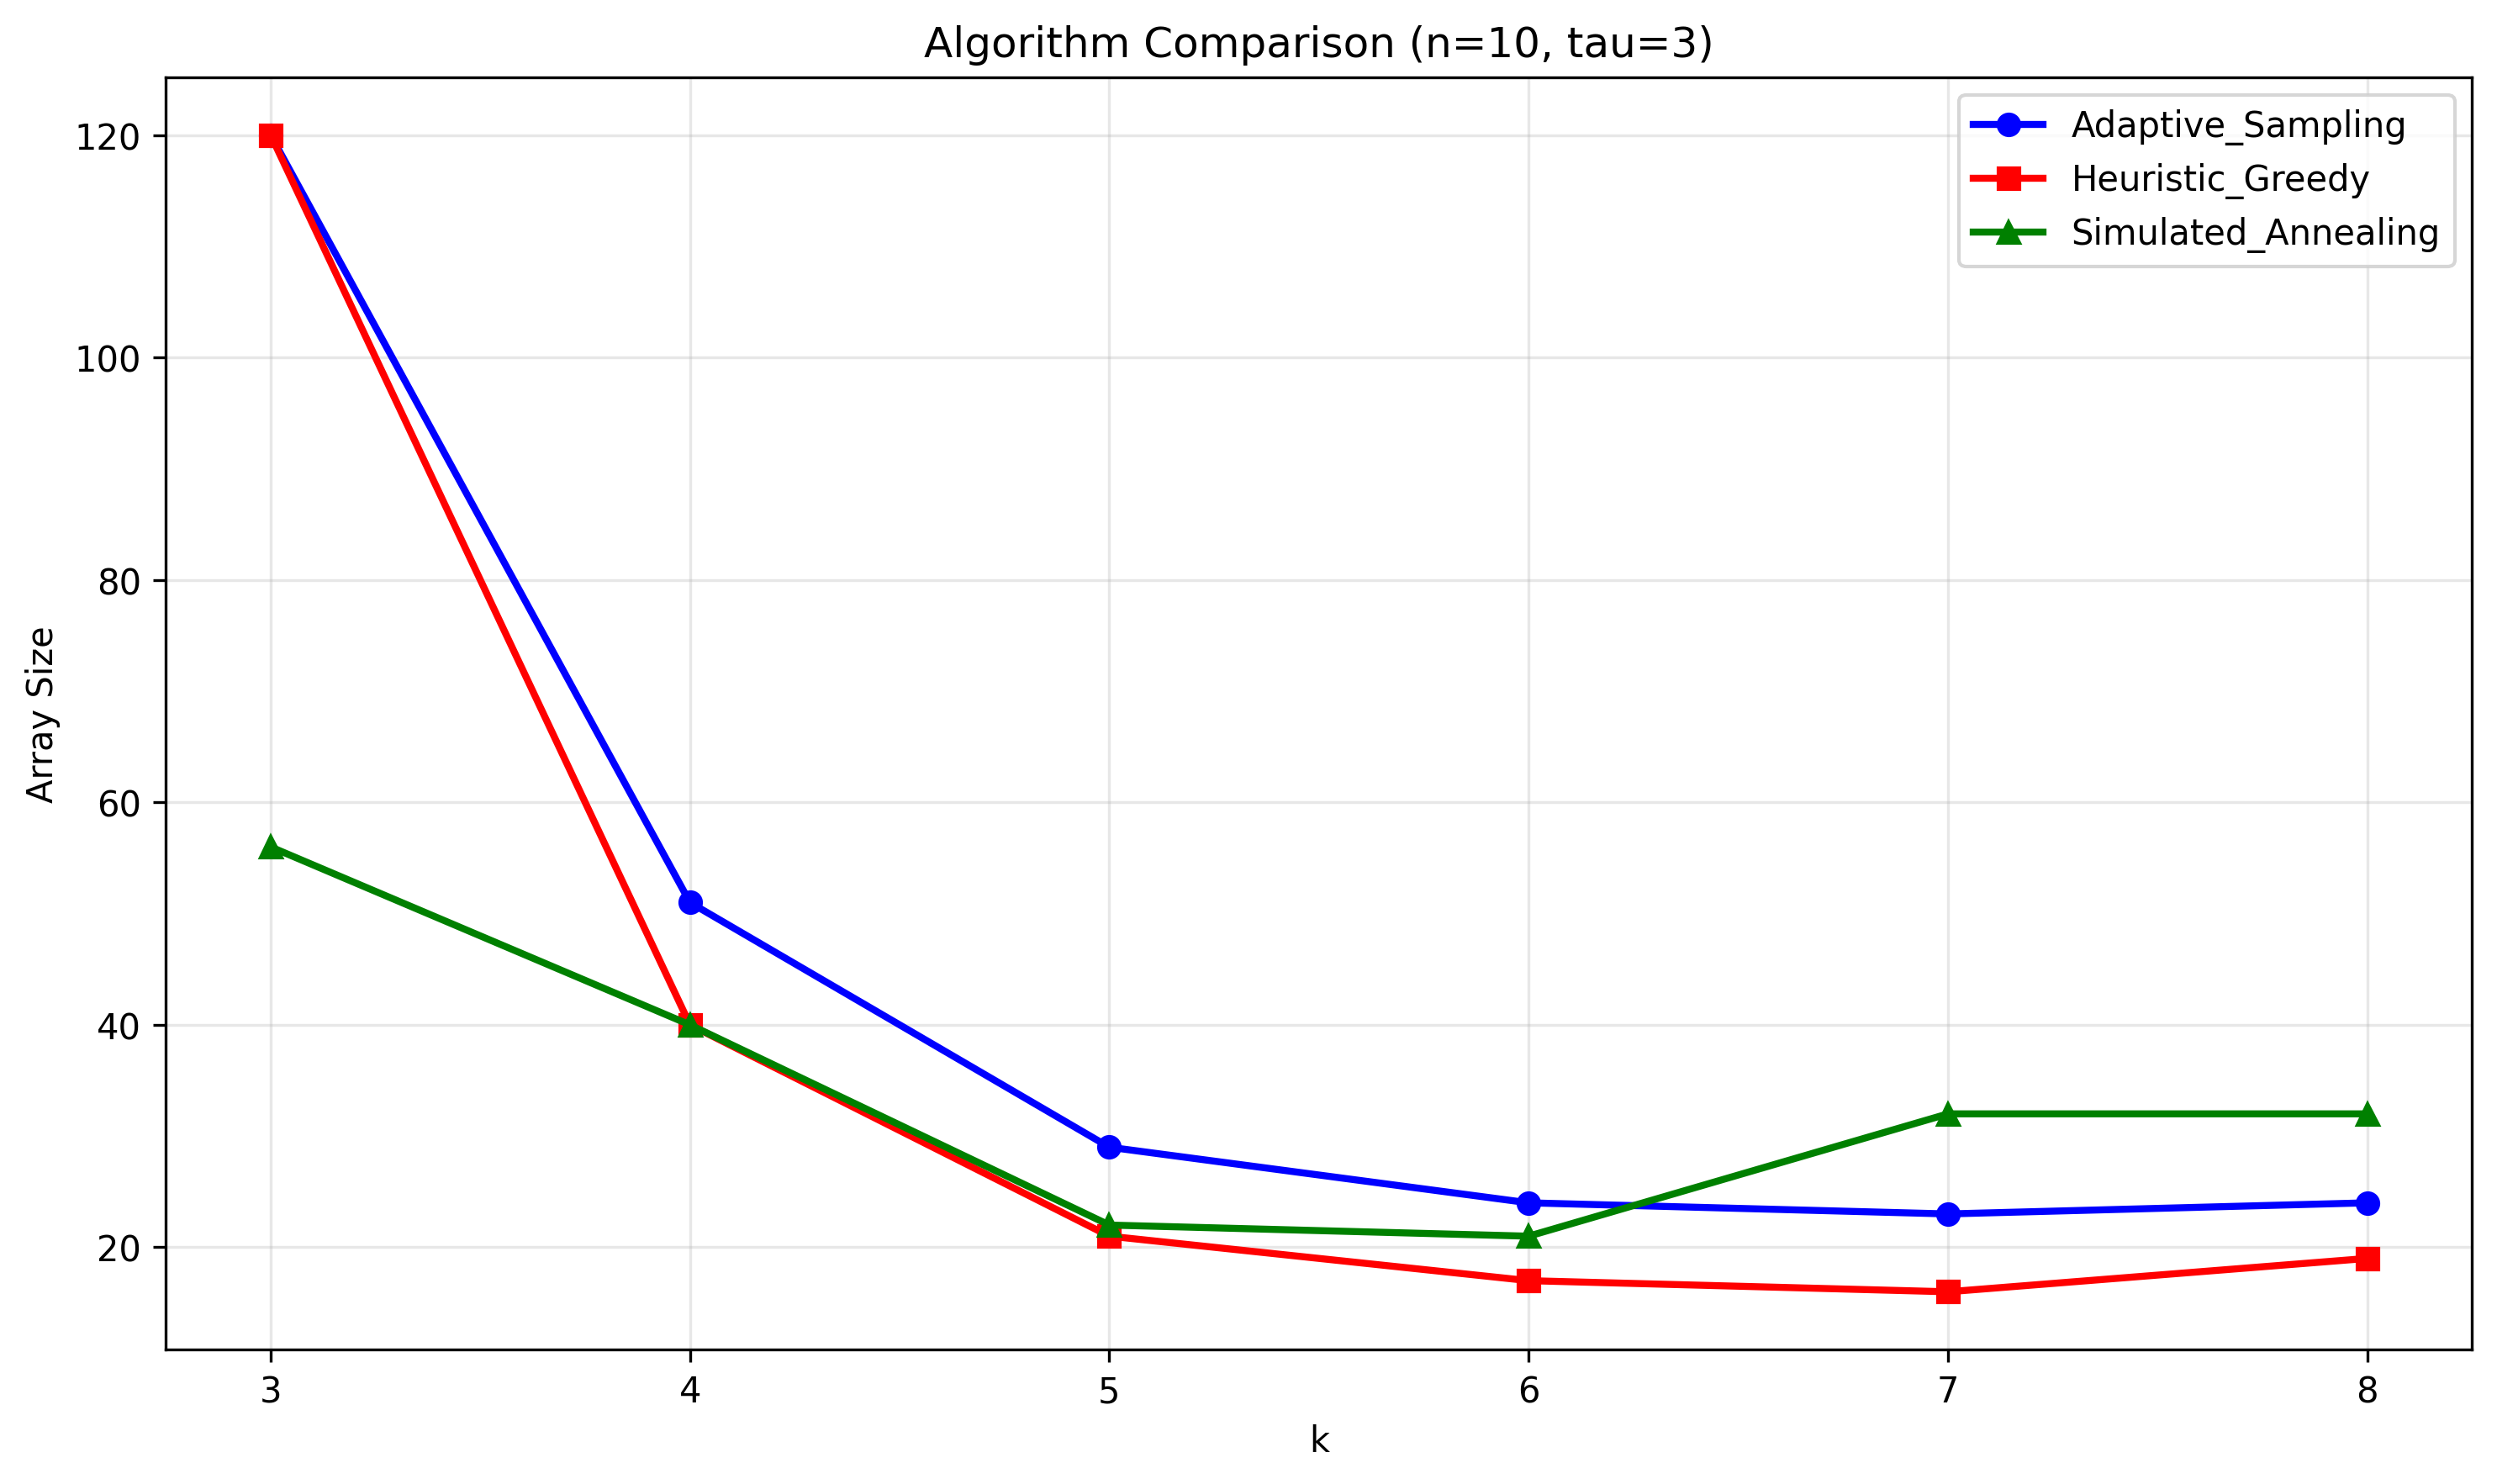 Algorithm Comparison (n=10, tau=3)
Adaptive_Sampling
Heuristic_Greedy
Simulated_Annealing
Array Size
120
100
80
60
40
20
3 4 5 6 7 8
k